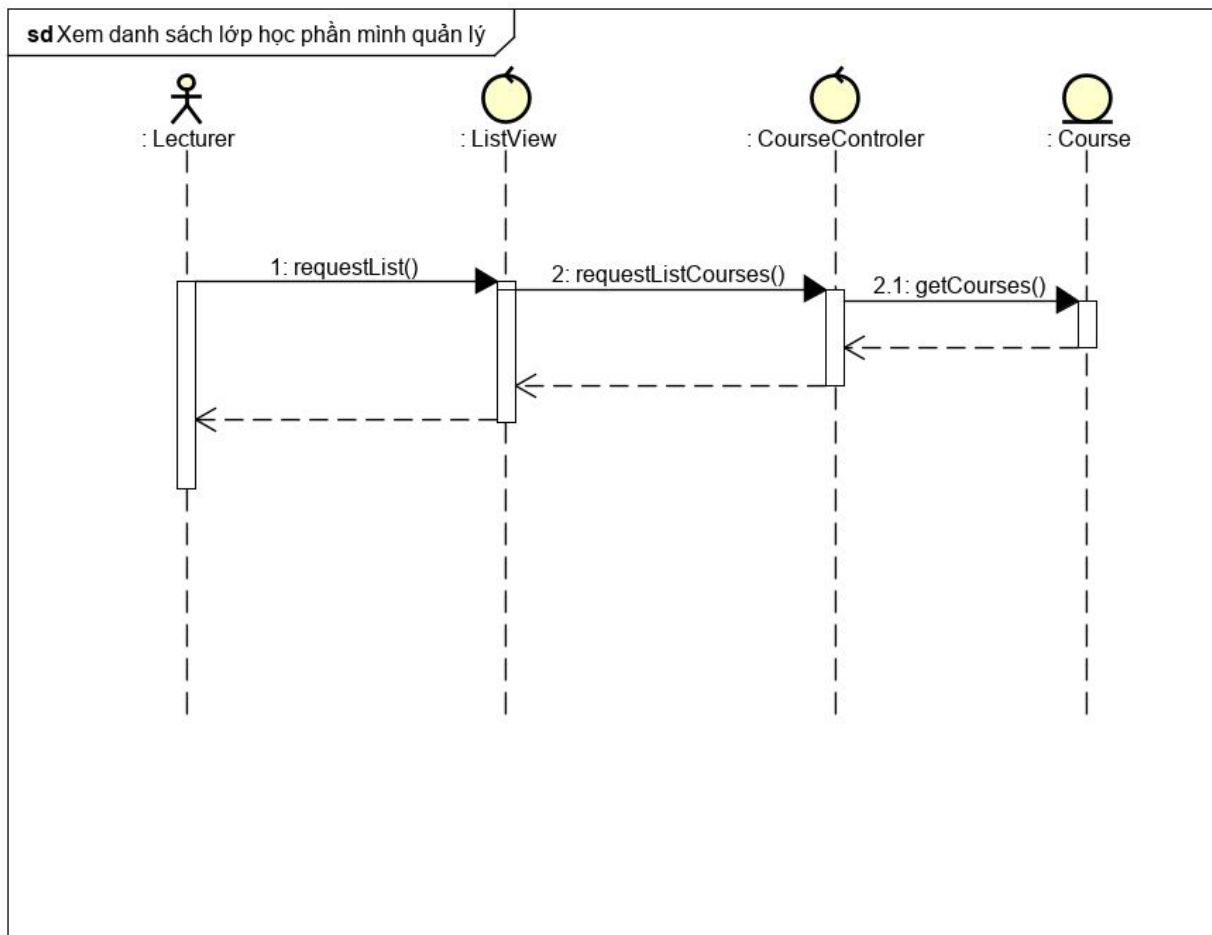 sd Xem danh sách lớp học phần mình quản lý
: Lecturer
: ListView
: CourseControler
: Course
1: requestList()
2: requestListCourses()
2.1: getCourses()